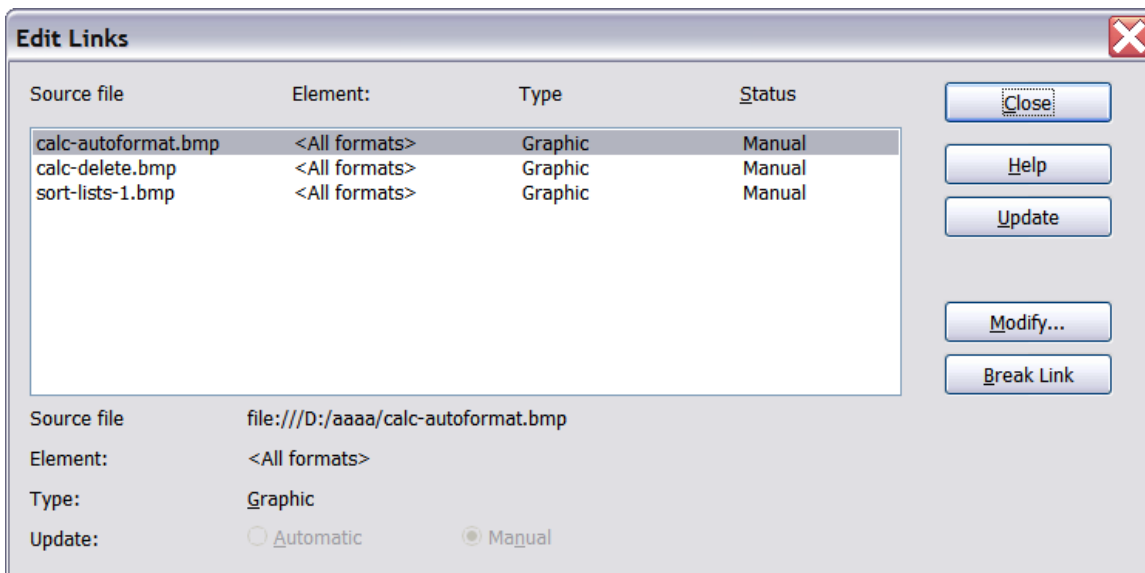 Edit Links
Source file Element: Type Status
calc-autoformat.bmp <All formats> Graphic Manual
calc-delete.bmp <All formats> Graphic Manual
sort-lists-1.bmp <All formats> Graphic Manual
Close
Help
Update
Modify...
Break Link
Source file file:///D:/aaaa/calc-autoformat.bmp
Element: <All formats>
Type: Graphic
Update: Automatic Manual